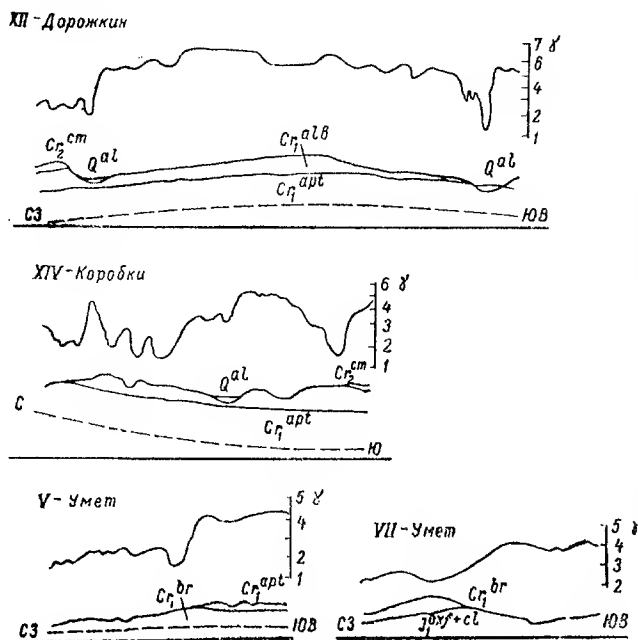 XII-Дорожкин
7 γ
6
4
2
1
Cr₂ᶜᵐ
Qᵃˡ
Cr₁ᵃˡᵇ
Qᵃˡ
Cr₁ᵃᵖᵗ
СЗ
ЮВ
XIV-Коробки
6 γ
4
3
2
1
Qᵃˡ
Cr₂ᶜᵐ
С
Cr₁ᵃᵖᵗ
Ю
V-Умет
5 γ
4
2
1
Cr₁ᵇʳ
Cr₁ᵃᵖᵗ
СЗ
ЮВ
VII-Умет
5 γ
4
3
2
Cr₁ᵇʳ
СЗ
ЮВ